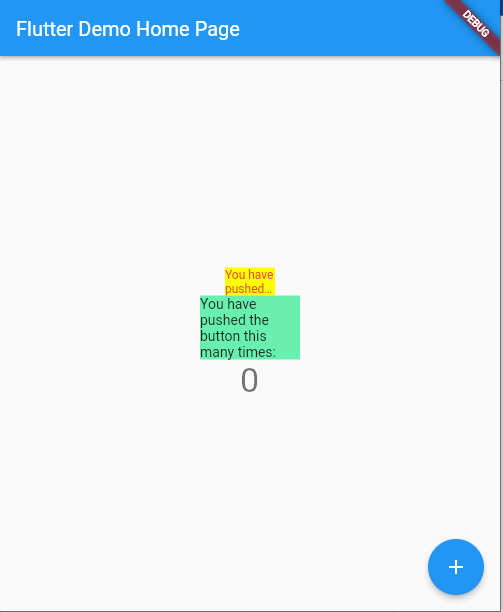 Flutter Demo Home Page
DEBUG
You have
pushed...
You have
pushed the
button this
many times:
0